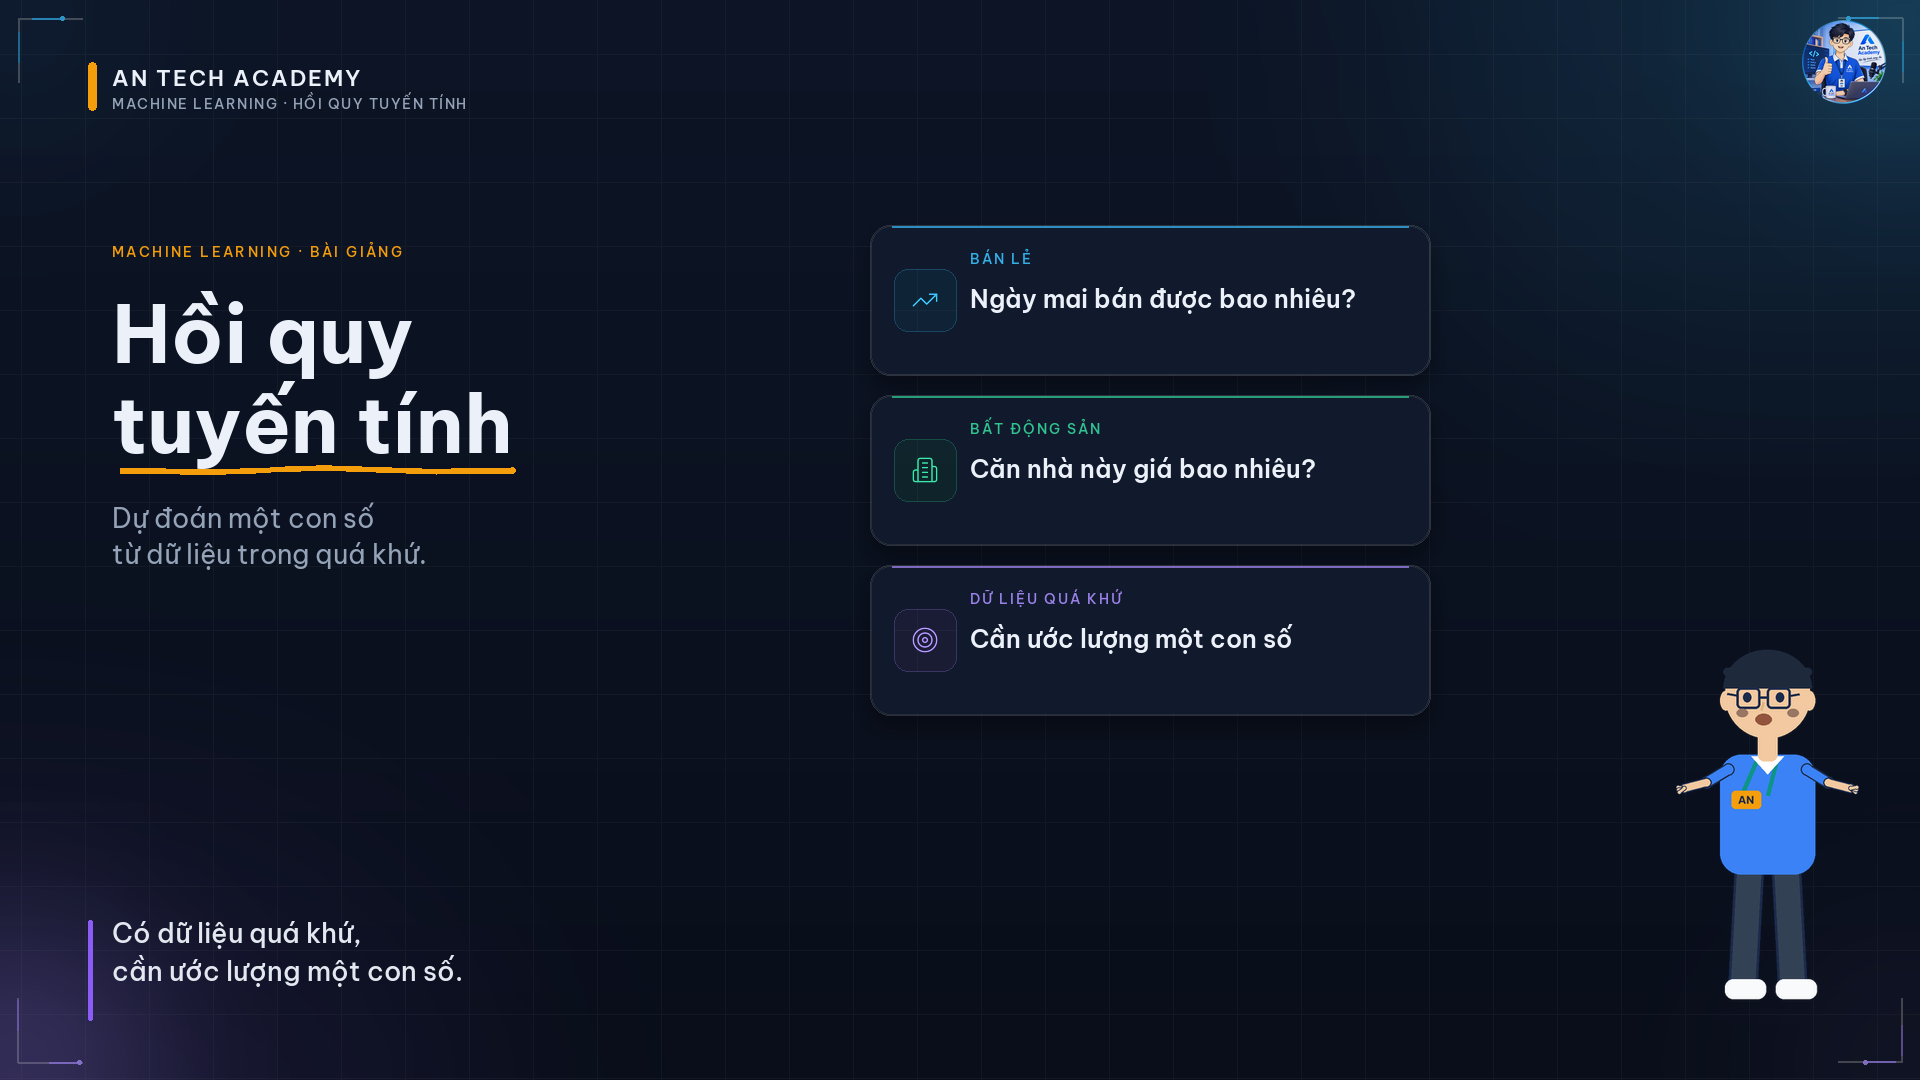 AN TECH ACADEMY
MACHINE LEARNING · HỒI QUY TUYẾN TÍNH
An Tech
Academy
MACHINE LEARNING · BÀI GIẢNG
Hồi quy
tuyến tính
Dự đoán một con số
từ dữ liệu trong quá khứ.
BÁN LẺ
Ngày mai bán được bao nhiêu?
BẤT ĐỘNG SẢN
Căn nhà này giá bao nhiêu?
DỮ LIỆU QUÁ KHỨ
Cần ước lượng một con số
AN
Có dữ liệu quá khứ,
cần ước lượng một con số.